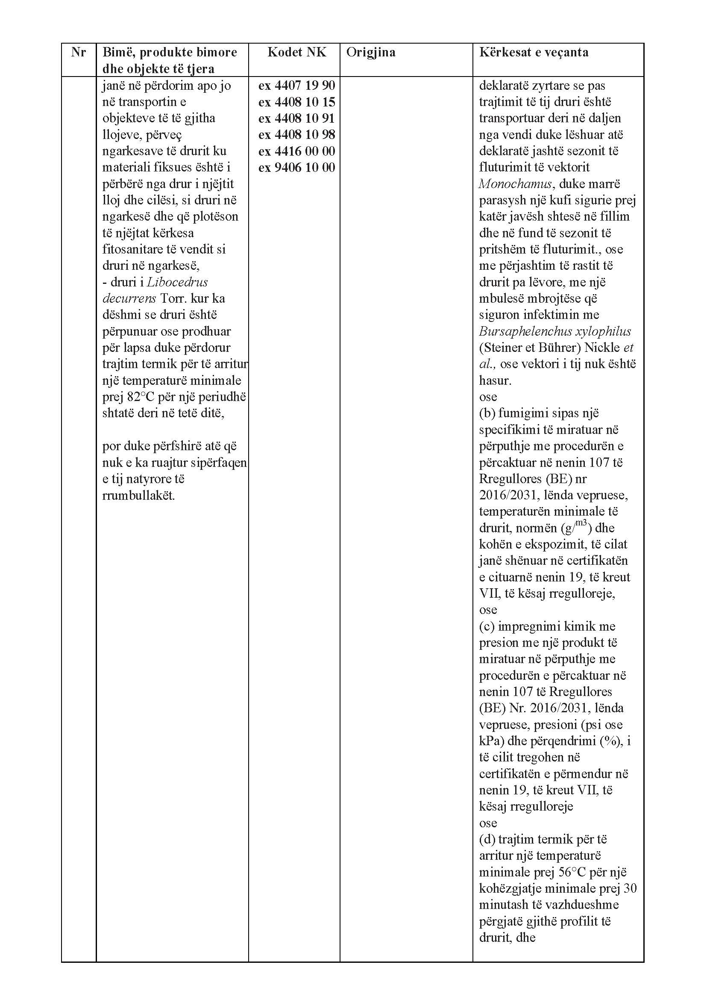 Nr
Bimë, produkte bimore
dhe objekte të tjera
Kodet NK
Origjina
Kërkesat e veçanta
janë në përdorim apo jo
në transportin e
objekteve të të gjitha
llojeve, përveç
ngarkesave të drurit ku
materiali fiksues është i
përbërë nga drur i njëjtit
lloj dhe cilësi, si druri në
ngarkesë dhe që plotëson
të njëjtat kërkesa
fitosanitare të vendit si
druri në ngarkesë,
- druri i Libocedrus
decurrens Torr. kur ka
dëshmi se druri është
përpunuar ose prodhuar
për lapsa duke përdorur
trajtim termik për të arritur
një temperaturë minimale
prej 82°C për një periudhë
shtatë deri në tetë ditë,
por duke përfshirë atë që
nuk e ka ruajtur sipërfaqen
e tij natyrore të
rrumbullakët.
ex 4407 19 90
ex 4408 10 15
ex 4408 10 91
ex 4408 10 98
ex 4416 00 00
ex 9406 10 00
deklaratë zyrtare se pas
trajtimit të tij druri është
transportuar deri në daljen
nga vendi duke lëshuar atë
deklaratë jashtë sezonit të
fluturimit të vektorit
Monochamus, duke marrë
parasysh një kufi sigurie prej
katër javësh shtesë në fillim
dhe në fund të sezonit të
pritshëm të fluturimit., ose
me përjashtim të rastit të
drurit pa lëvore, me një
mbulesë mbrojtëse që
siguron infektimin me
Bursaphelenchus xylophilus
(Steiner et Bührer) Nickle et
al., ose vektori i tij nuk është
hasur.
ose
(b) fumigimi sipas një
specifikimi të miratuar në
përputhje me procedurën e
përcaktuar në nenin 107 të
Rregullores (BE) nr
2016/2031, lënda vepruese,
temperaturën minimale të
drurit, normën (g/m3) dhe
kohën e ekspozimit, të cilat
janë shënuar në certifikatën
e cituarnë nenin 19, të kreut
VII, të kësaj rregulloreje,
ose
(c) impregnimi kimik me
presion me një produkt të
miratuar në përputhje me
procedurën e përcaktuar në
nenin 107 të Rregullores
(BE) Nr. 2016/2031, lënda
vepruese, presioni (psi ose
kPa) dhe përqendrimi (%), i
të cilit tregohen në
certifikatën e përmendur në
nenin 19, të kreut VII, të
kësaj rregulloreje
ose
(d) trajtim termik për të
arritur një temperaturë
minimale prej 56°C për një
kohëzgjatje minimale prej 30
minutash të vazhdueshme
përgjatë gjithë profilit të
drurit, dhe